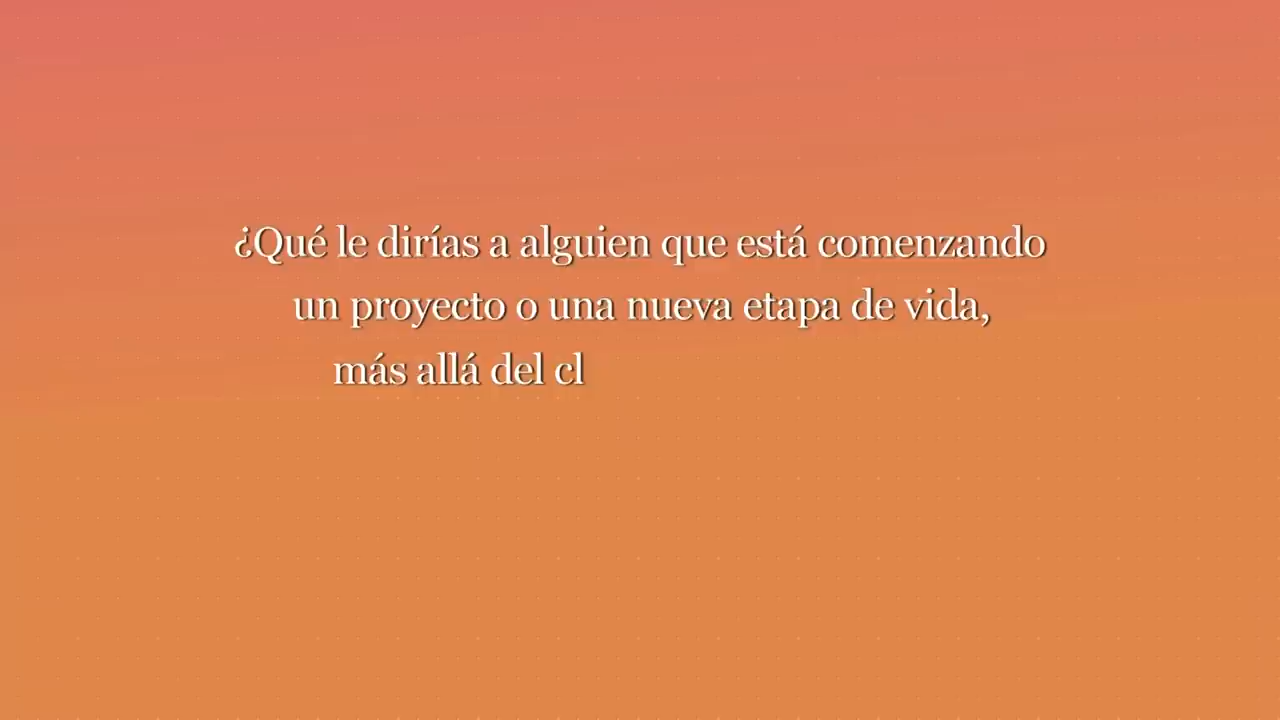 ¿Qué le dirías a alguien que está comenzando
un proyecto o una nueva etapa de vida,
más allá del cl